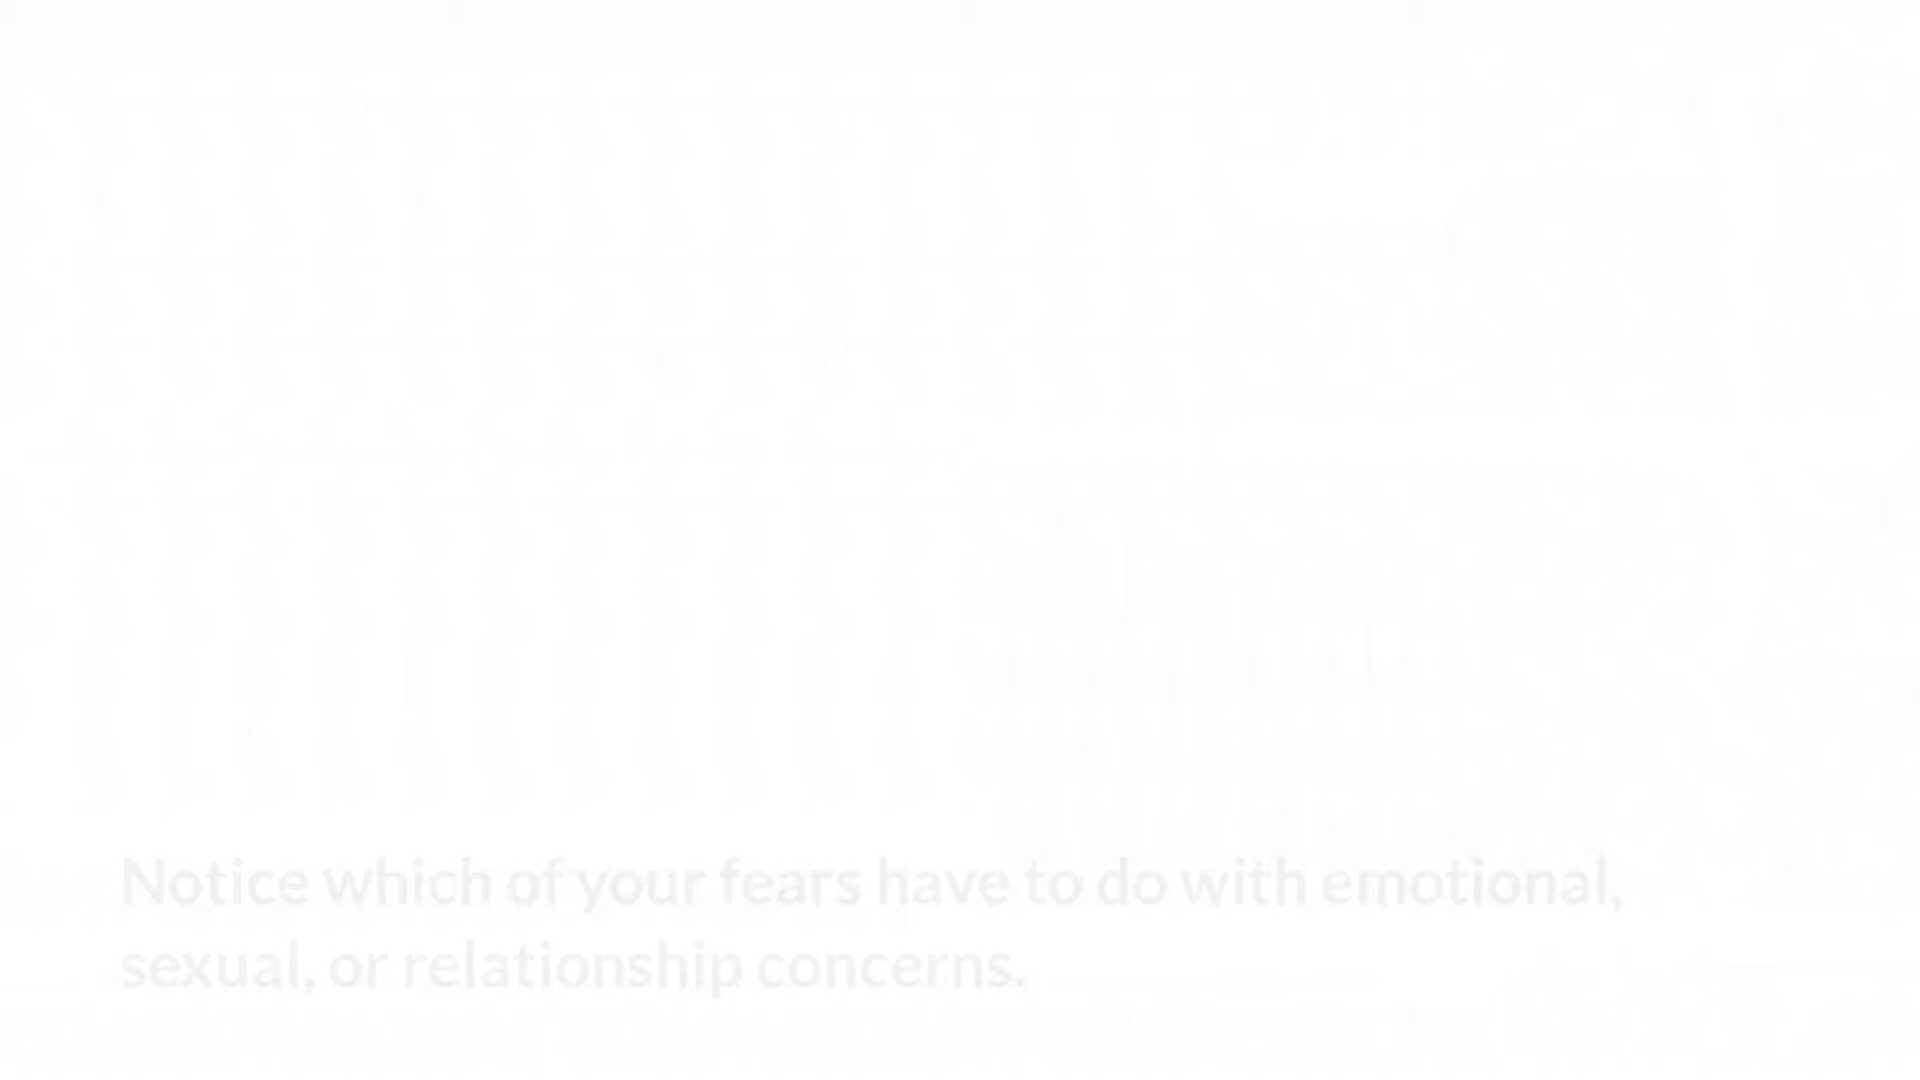 Notice which of your fears have to do with emotional,
sexual, or relationship concerns.